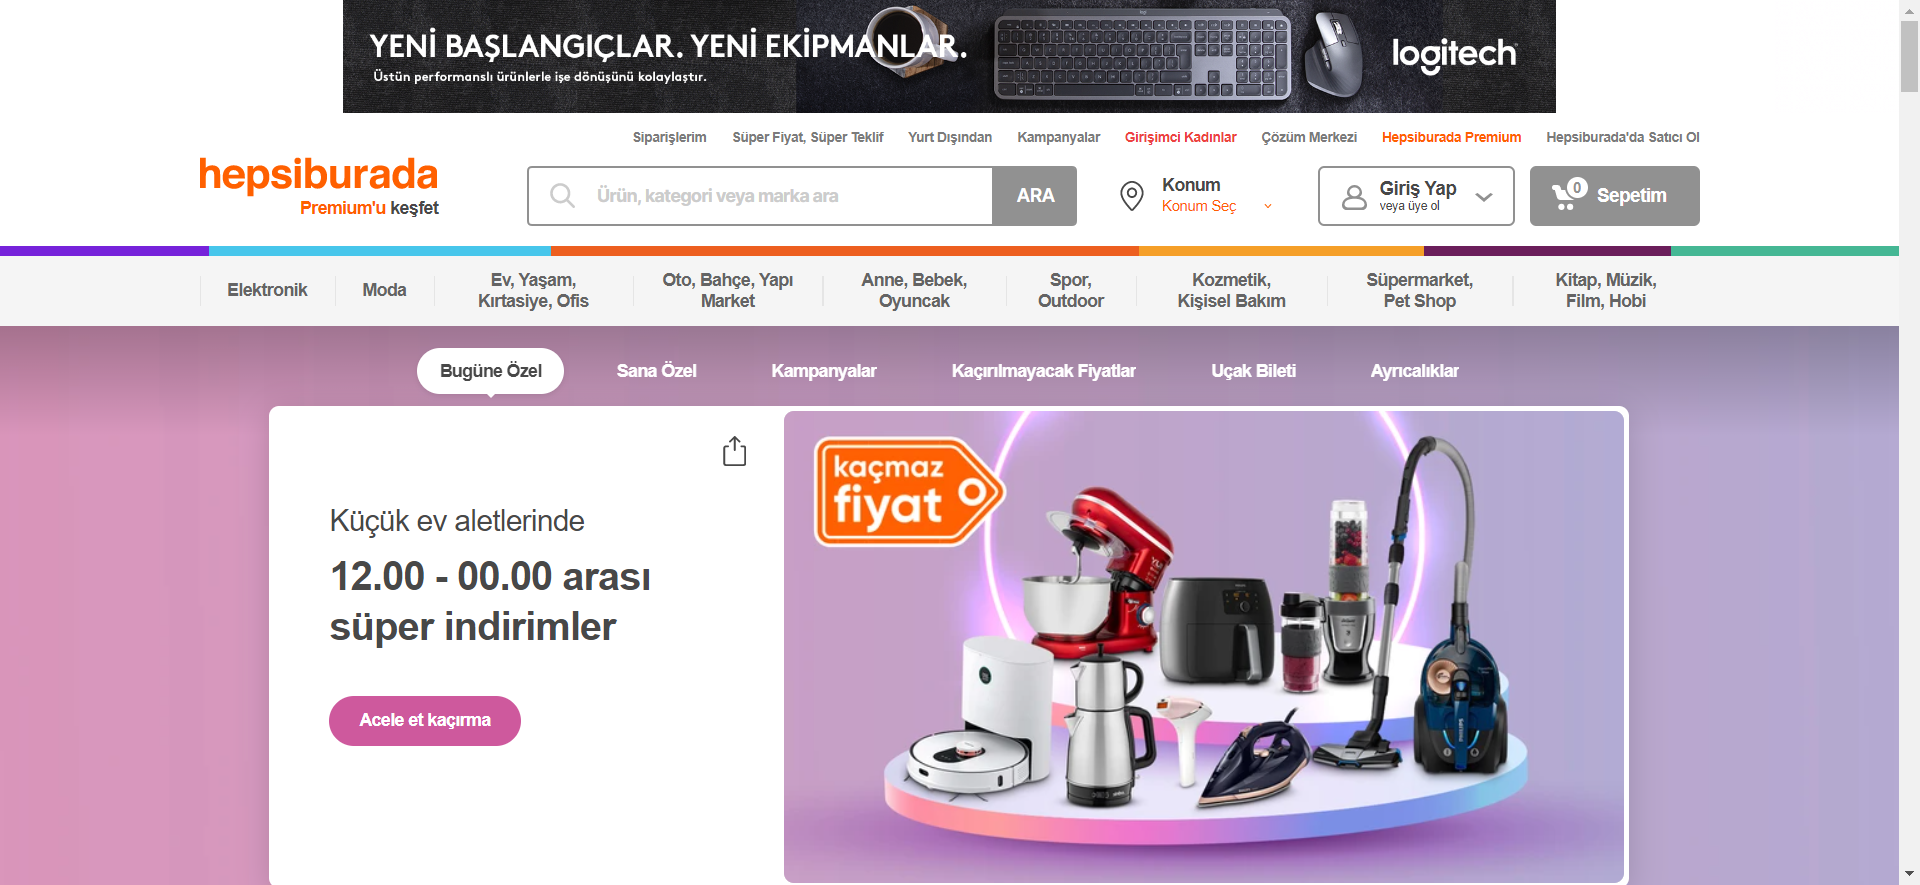 YENİ BAŞLANGIÇLAR. YENİ EKİPMANLAR.
Üstün performanslı ürünlerle işe dönüşünü kolaylaştır.
logitech
Siparişlerim
Süper Fiyat, Süper Teklif
Yurt Dışından
Kampanyalar
Girişimci Kadınlar
Çözüm Merkezi
Hepsiburada Premium
Hepsiburada'da Satıcı Ol
hepsiburada
Premium'u keşfet
Ürün, kategori veya marka ara
ARA
Konum
Konum Seç
Giriş Yap
veya üye ol
0
Sepetim
Elektronik
Moda
Ev, Yaşam,
Kırtasiye, Ofis
Oto, Bahçe, Yapı
Market
Anne, Bebek,
Oyuncak
Spor,
Outdoor
Kozmetik,
Kişisel Bakım
Süpermarket,
Pet Shop
Kitap, Müzik,
Film, Hobi
Bugüne Özel
Sana Özel
Kampanyalar
Kaçırılmayacak Fiyatlar
Uçak Bileti
Ayrıcalıklar
Küçük ev aletlerinde
12.00 - 00.00 arası
süper indirimler
Acele et kaçırma
kaçmaz
fiyat
PHILIPS